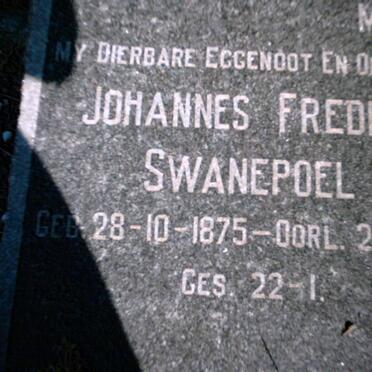 MY DIERBARE EGGENOOT EN
JOHANNES FRED
SWANEPOEL
GEB. 28-10-1875 - OORL. 2
GES. 22-1.